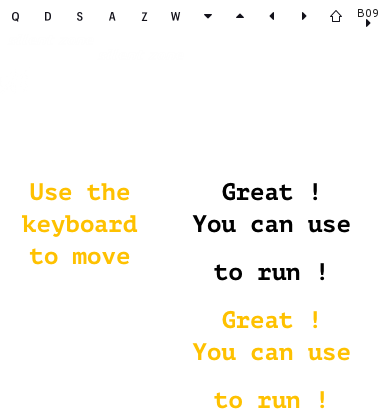 Q D S A Z W B09
Use the
keyboard
to move
Great !
You can use
to run !
Great !
You can use
to run !